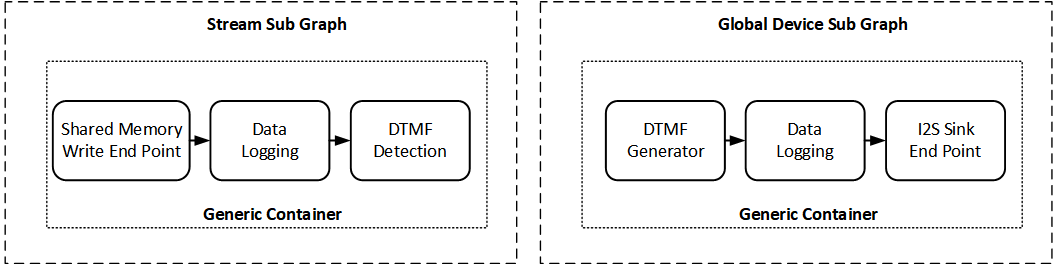 Stream Sub Graph
Shared Memory
Write End Point
Data
Logging
DTMF
Detection
Generic Container
Global Device Sub Graph
DTMF
Generator
Data
Logging
I2S Sink
End Point
Generic Container